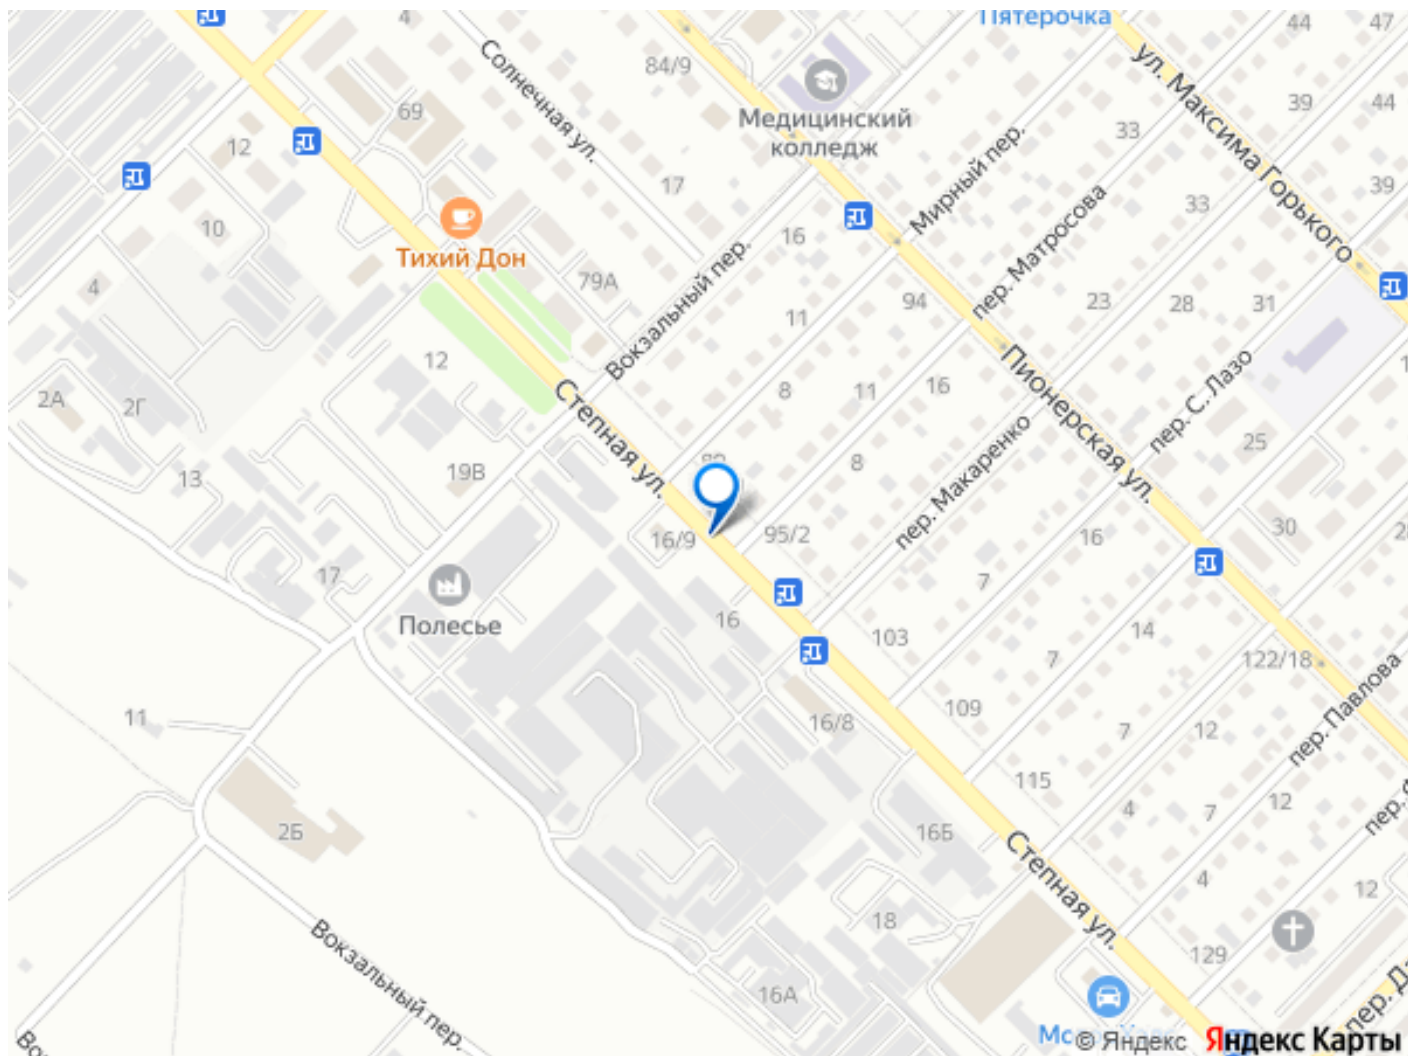 Пятерочка
44
47
4
Солнечная ул.
84/9
ул. Максима Горького
39
44
69
Медицинский
колледж
33
12
Мирный пер.
17
39
пер. Матросова
33
10
16
Тихий Дон
79А
Вокзальный пер.
4
94
23
28
31
11
12
Пионерская ул.
пер. С. Лазо
2А
2Г
Степная ул.
8
11
16
25
пер. Макаренко
13
19В
8
16/9
95/2
30
16
17
7
Полесье
16
103
14
7
122/18
пер. Павлова
11
109
16/8
7
12
115
4
7
12
2Б
16Б
Степная ул.
4
12
18
129
Вокзальный пер.
16А
© Яндекс
Яндекс Карты